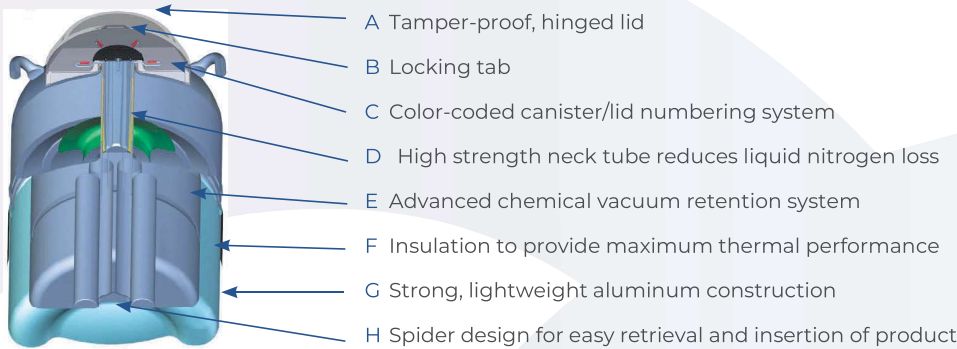 A Tamper-proof, hinged lid
B Locking tab
C Color-coded canister/lid numbering system
D High strength neck tube reduces liquid nitrogen loss
E Advanced chemical vacuum retention system
F Insulation to provide maximum thermal performance
G Strong, lightweight aluminum construction
H Spider design for easy retrieval and insertion of product